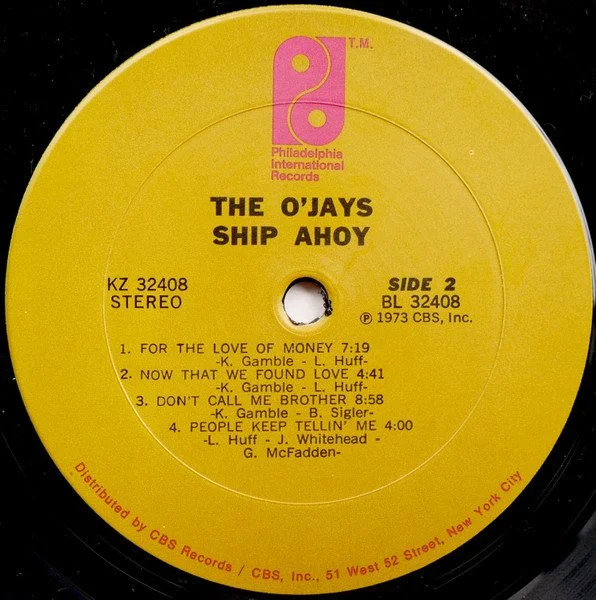 T.M.
Philadelphia
International
Records
THE O'JAYS
SHIP AHOY
KZ 32408
STEREO
SIDE 2
BL 32408
Ⓟ 1973 CBS, Inc.
1. FOR THE LOVE OF MONEY 7:19
-K. Gamble - L. Huff-
2. NOW THAT WE FOUND LOVE 4:41
-K. Gamble - L. Huff-
3. DON'T CALL ME BROTHER 8:58
-K. Gamble - B. Sigler-
4. PEOPLE KEEP TELLIN' ME 4:00
-L. Huff - J. Whitehead -
G. McFadden-
Distributed by CBS Records / CBS, Inc., 51 West 52 Street, New York City